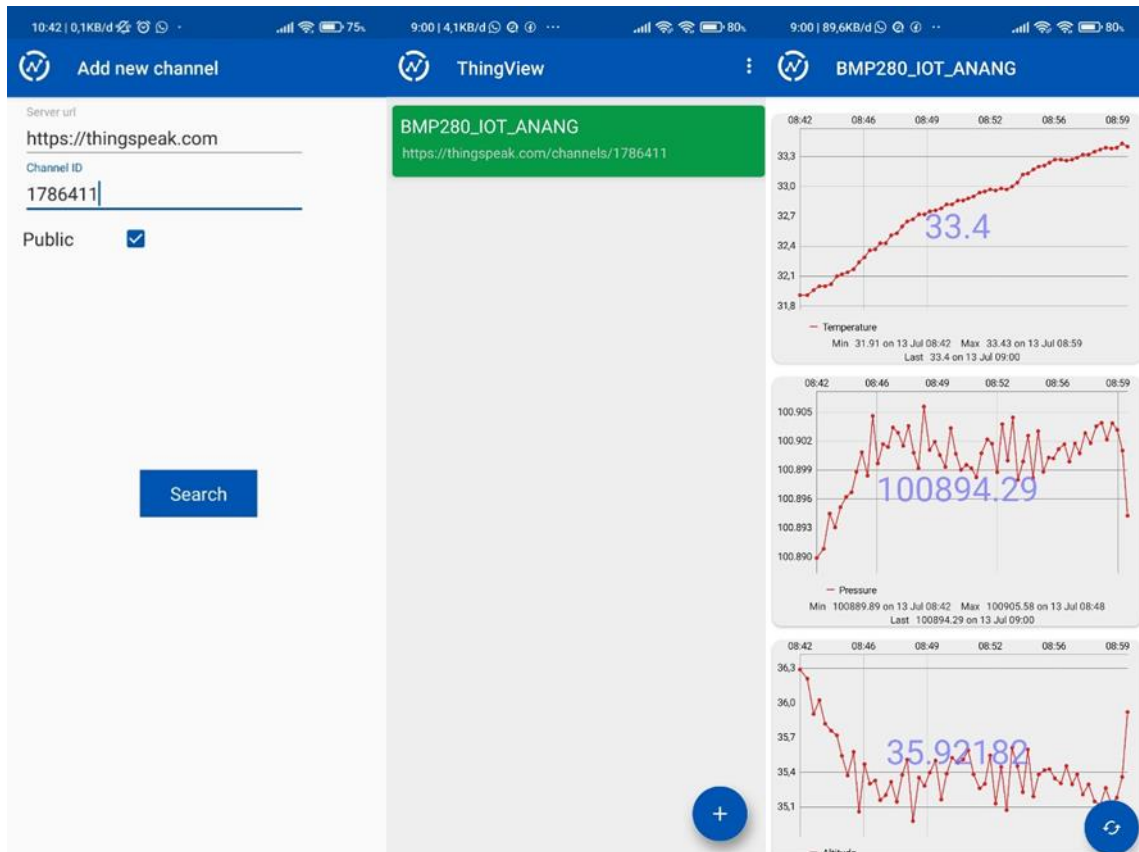 10:42 | 0,1KB/d
75%
Add new channel
Server url
https://thingspeak.com
Channel ID
1786411
Public
Search
9:00 | 4,1KB/d
80%
ThingView
BMP280_IOT_ANANG
https://thingspeak.com/channels/1786411
+
9:00 | 89,6KB/d
80%
BMP280_IOT_ANANG
08:42 08:46 08:49 08:52 08:56 08:59
33,3
33,0
32,7
32,4
32,1
31,8
33.4
Temperature
Min 31.91 on 13 Jul 08:42 Max 33.43 on 13 Jul 08:59
Last 33.4 on 13 Jul 09:00
08:42 08:46 08:49 08:52 08:56 08:59
100.905
100.902
100.899
100.896
100.893
100.890
100894.29
Pressure
Min 100889.89 on 13 Jul 08:42 Max 100905.58 on 13 Jul 08:48
Last 100894.29 on 13 Jul 09:00
08:42 08:46 08:49 08:52 08:56 08:59
36,3
36,0
35,7
35,4
35,1
35.92182
Altitude